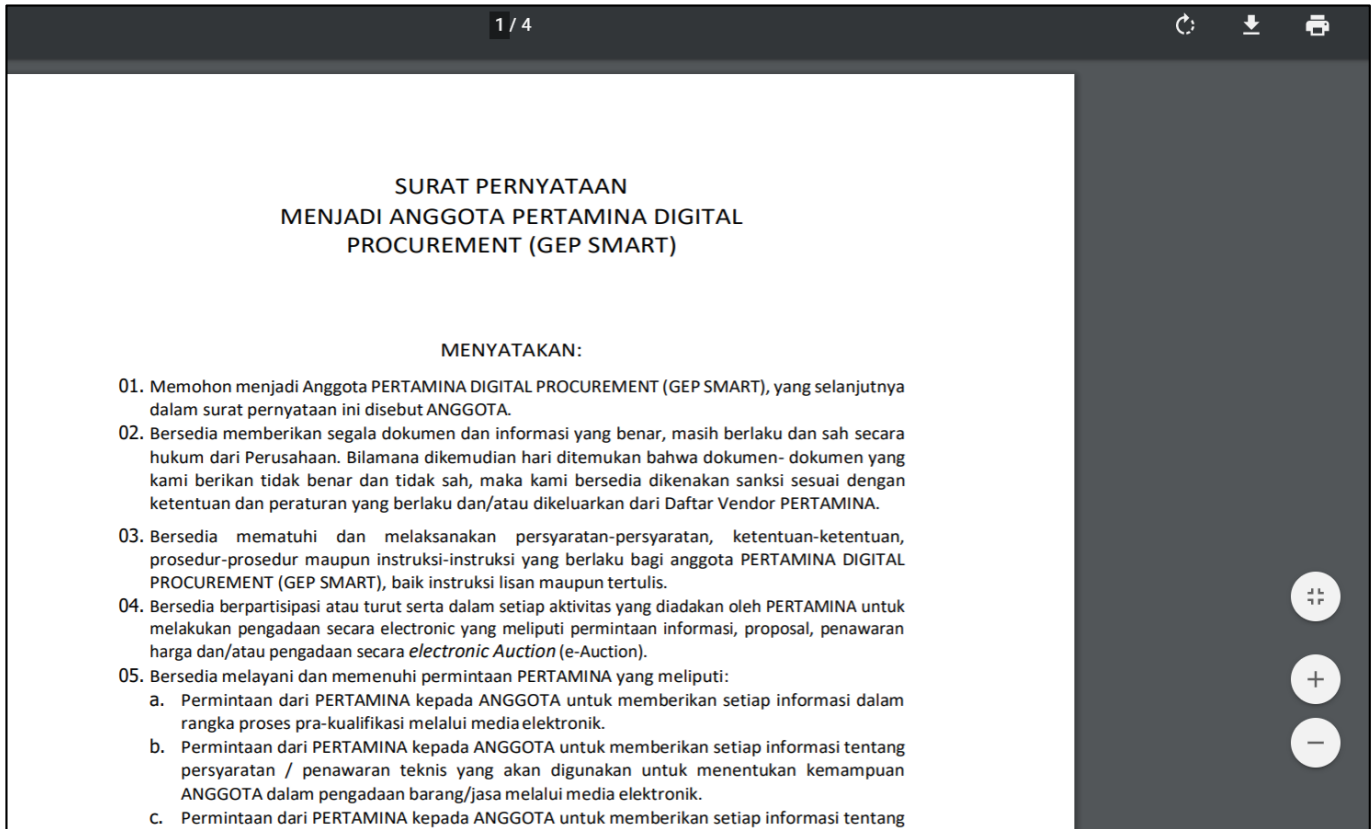 1 / 4
SURAT PERNYATAAN
MENJADI ANGGOTA PERTAMINA DIGITAL
PROCUREMENT (GEP SMART)
MENYATAKAN:
01. Memohon menjadi Anggota PERTAMINA DIGITAL PROCUREMENT (GEP SMART), yang selanjutnya
dalam surat pernyataan ini disebut ANGGOTA.
02. Bersedia memberikan segala dokumen dan informasi yang benar, masih berlaku dan sah secara
hukum dari Perusahaan. Bilamana dikemudian hari ditemukan bahwa dokumen- dokumen yang
kami berikan tidak benar dan tidak sah, maka kami bersedia dikenakan sanksi sesuai dengan
ketentuan dan peraturan yang berlaku dan/atau dikeluarkan dari Daftar Vendor PERTAMINA.
03. Bersedia mematuhi dan melaksanakan persyaratan-persyaratan, ketentuan-ketentuan,
prosedur-prosedur maupun instruksi-instruksi yang berlaku bagi anggota PERTAMINA DIGITAL
PROCUREMENT (GEP SMART), baik instruksi lisan maupun tertulis.
04. Bersedia berpartisipasi atau turut serta dalam setiap aktivitas yang diadakan oleh PERTAMINA untuk
melakukan pengadaan secara electronic yang meliputi permintaan informasi, proposal, penawaran
harga dan/atau pengadaan secara electronic Auction (e-Auction).
05. Bersedia melayani dan memenuhi permintaan PERTAMINA yang meliputi:
a. Permintaan dari PERTAMINA kepada ANGGOTA untuk memberikan setiap informasi dalam
rangka proses pra-kualifikasi melalui media elektronik.
b. Permintaan dari PERTAMINA kepada ANGGOTA untuk memberikan setiap informasi tentang
persyaratan / penawaran teknis yang akan digunakan untuk menentukan kemampuan
ANGGOTA dalam pengadaan barang/jasa melalui media elektronik.
c. Permintaan dari PERTAMINA kepada ANGGOTA untuk memberikan setiap informasi tentang